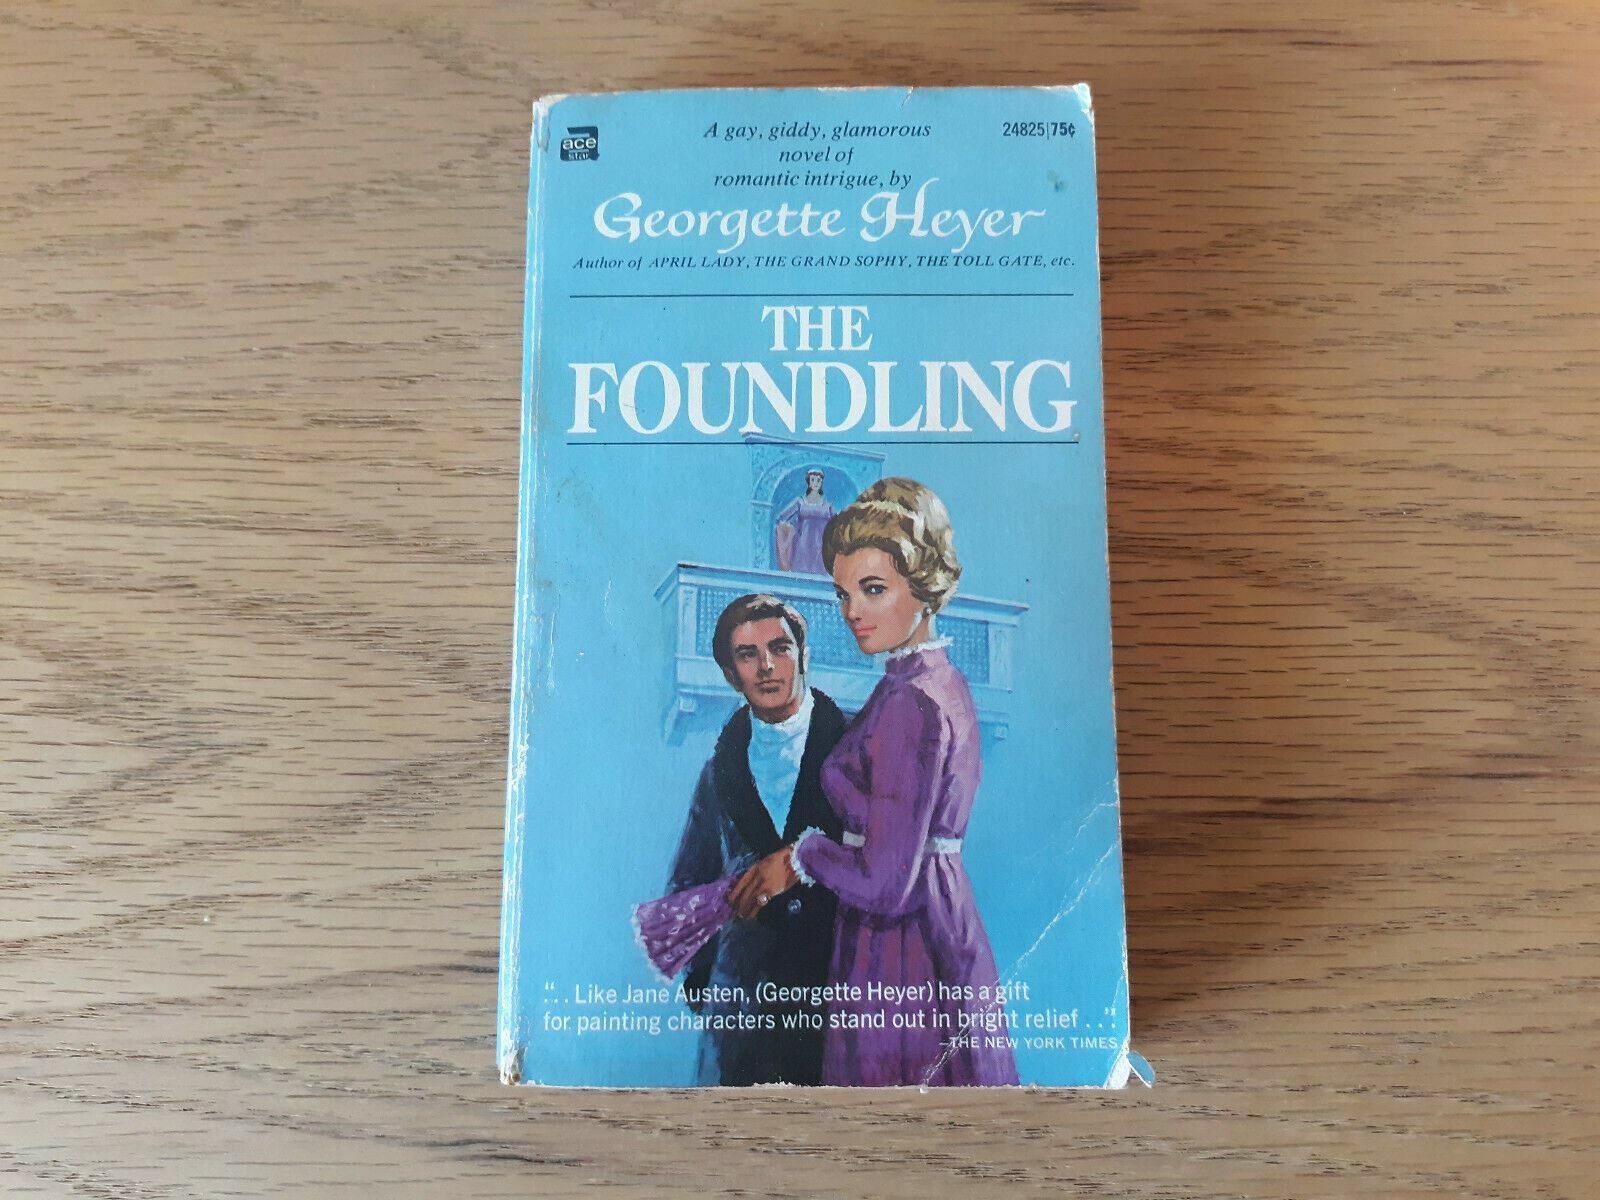 ace
star
A gay, giddy, glamorous
novel of
romantic intrigue, by
24825|75¢
Georgette Heyer
Author of APRIL LADY, THE GRAND SOPHY, THE TOLL GATE, etc.
THE
FOUNDLING
“. . Like Jane Austen, (Georgette Heyer) has a gift
for painting characters who stand out in bright relief . . .”
—THE NEW YORK TIMES